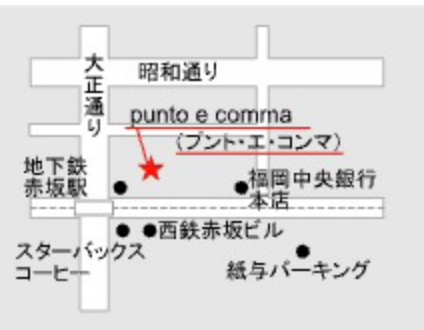 大正通り
昭和通り
punto e comma
(プント・エ・コンマ)
地下鉄
赤坂駅
福岡中央銀行
本店
西鉄赤坂ビル
スターバックス
コーヒー
紙与パーキング